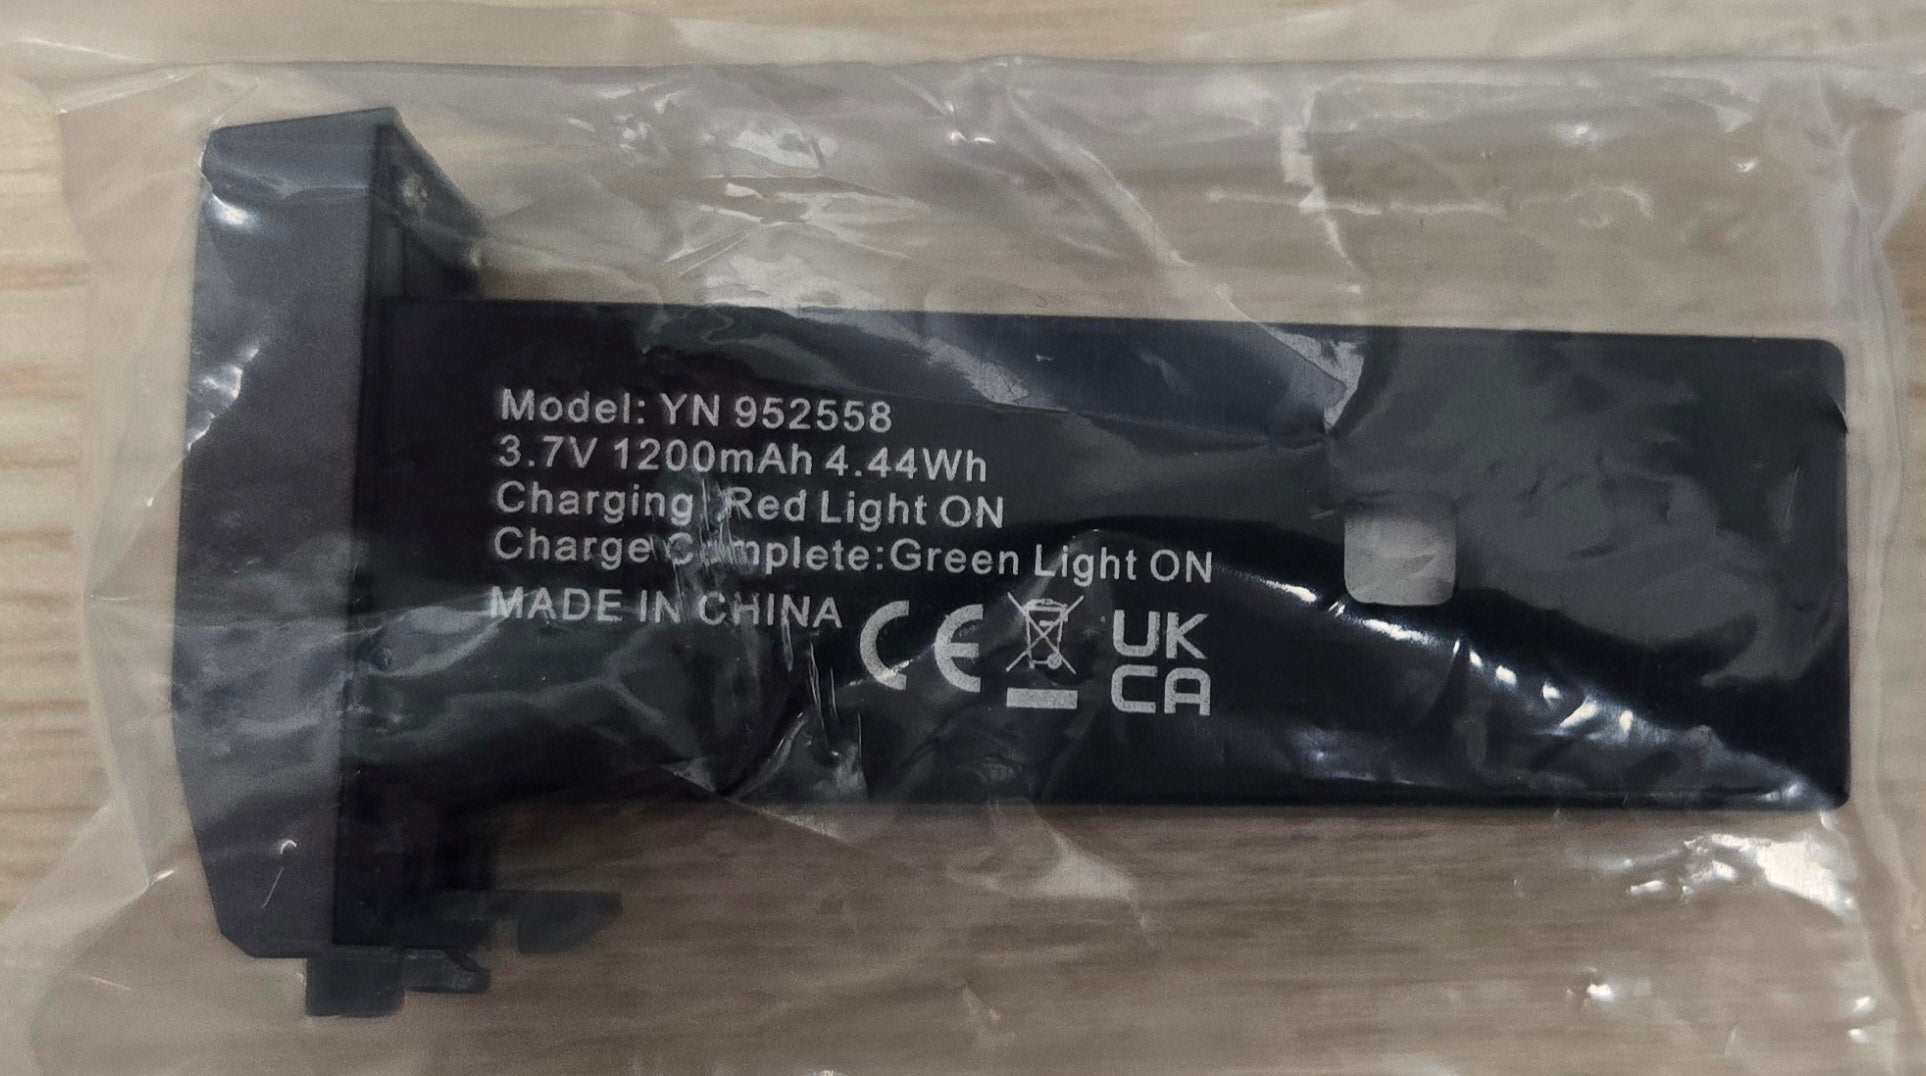 Model: YN 952558
3.7V 1200mAh 4.44Wh
Charging: Red Light ON
Charge Complete:Green Light ON
MADE IN CHINA
CE
UK
CA